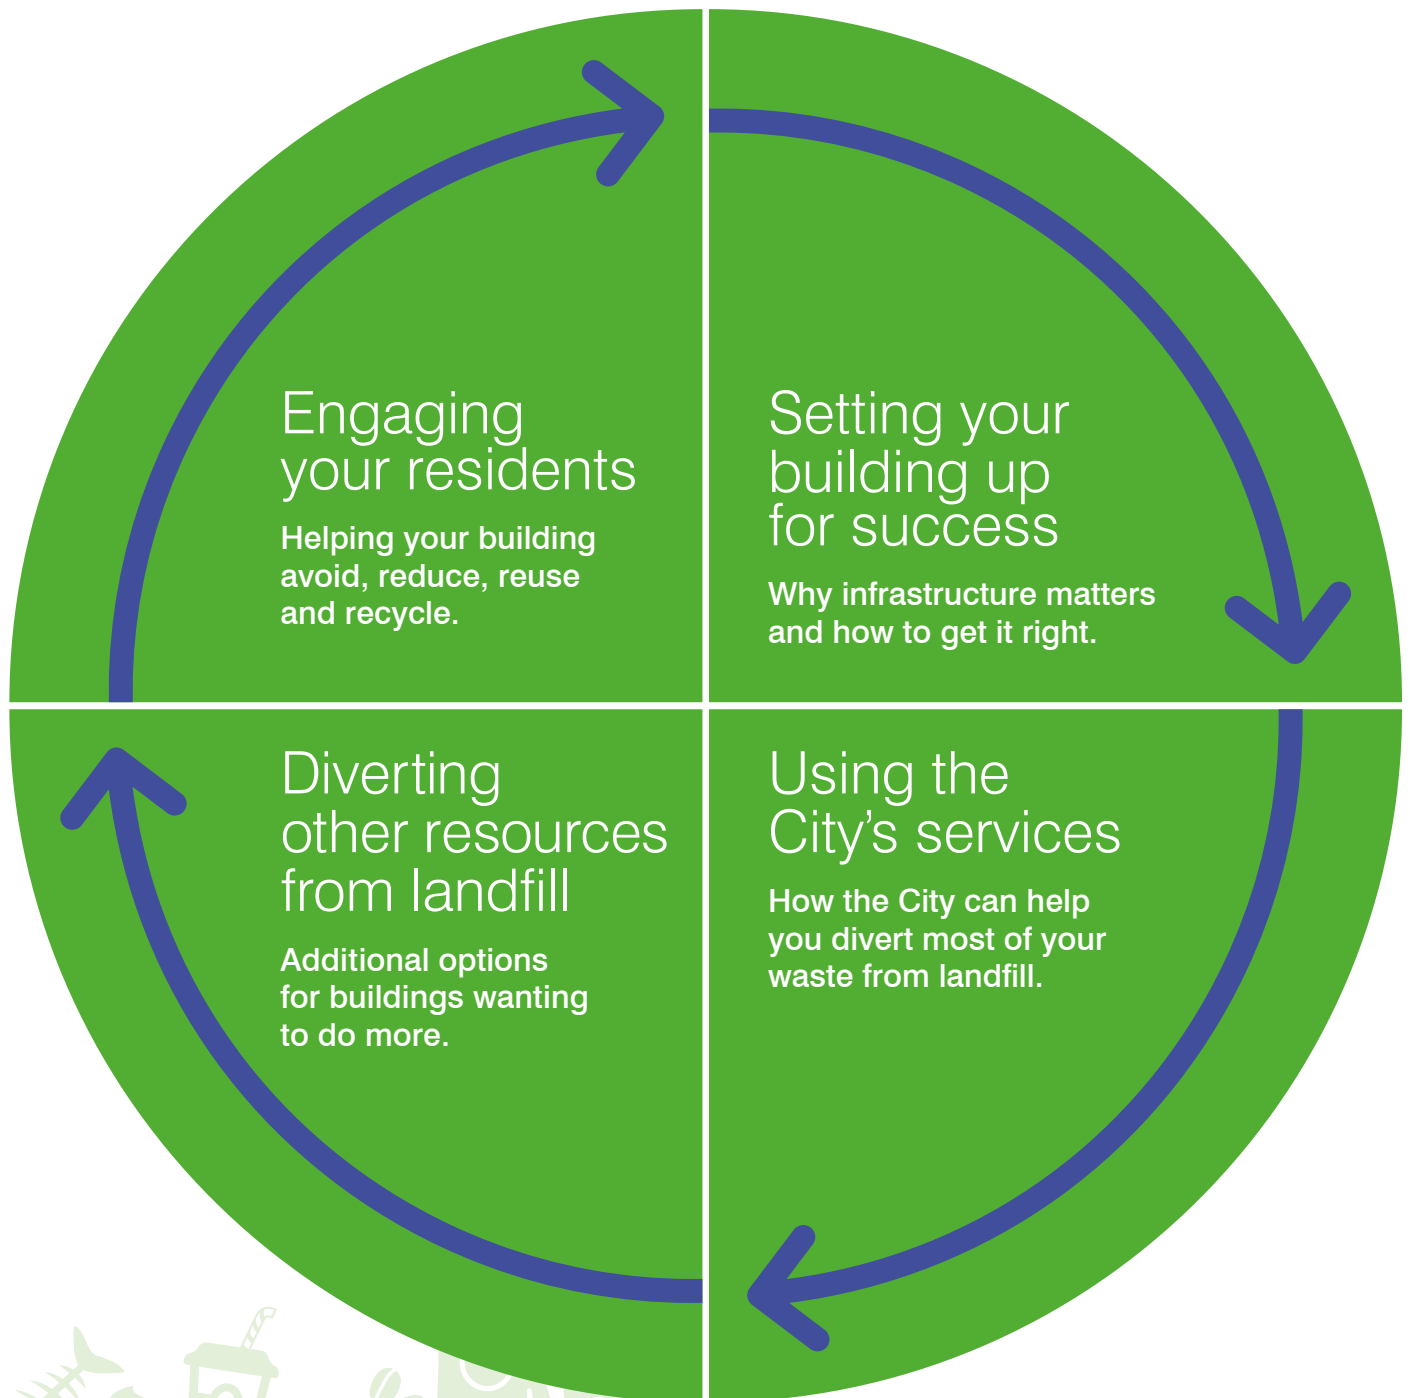 Engaging
your residents
Helping your building
avoid, reduce, reuse
and recycle.
Setting your
building up
for success
Why infrastructure matters
and how to get it right.
Diverting
other resources
from landfill
Additional options
for buildings wanting
to do more.
Using the
City’s services
How the City can help
you divert most of your
waste from landfill.